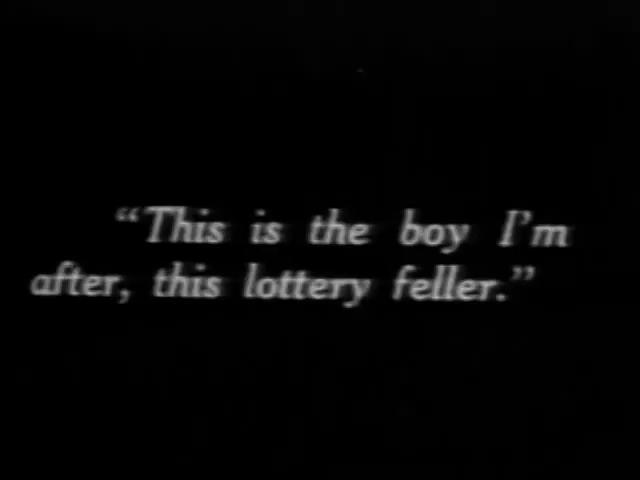 “This is the boy I’m
after, this lottery feller.”